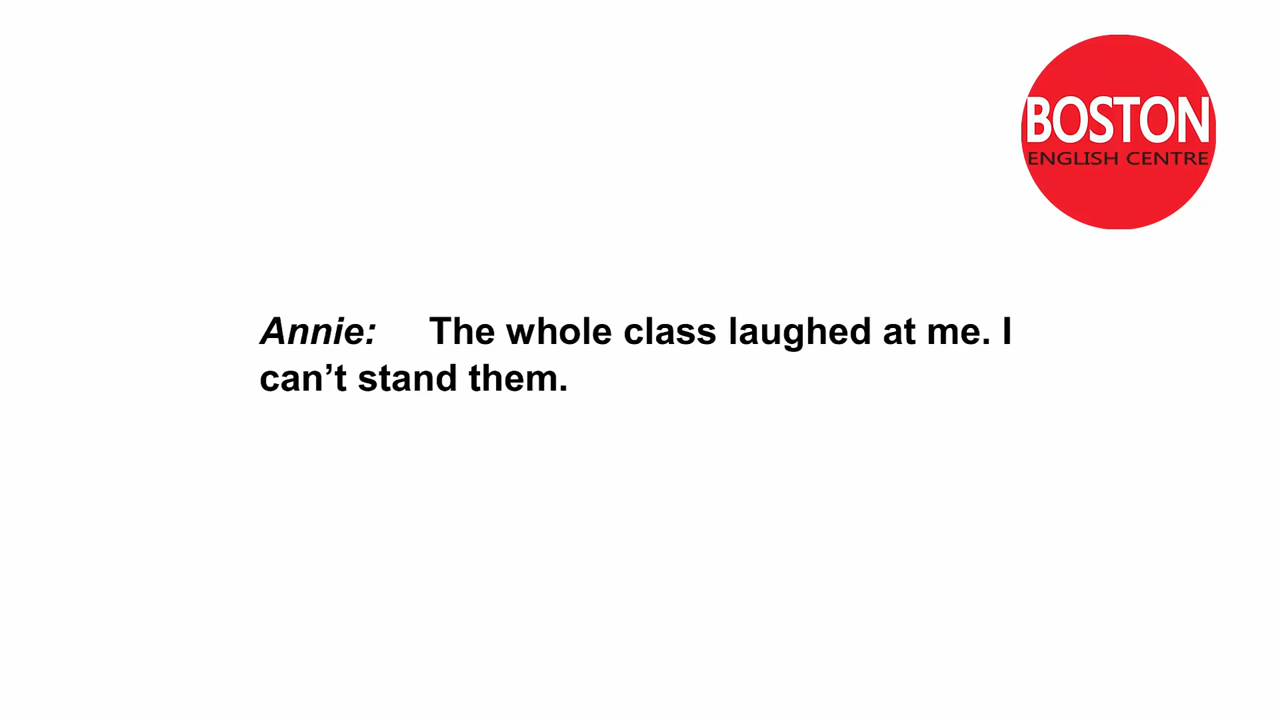 BOSTON
ENGLISH CENTRE
Annie: The whole class laughed at me. I
can’t stand them.